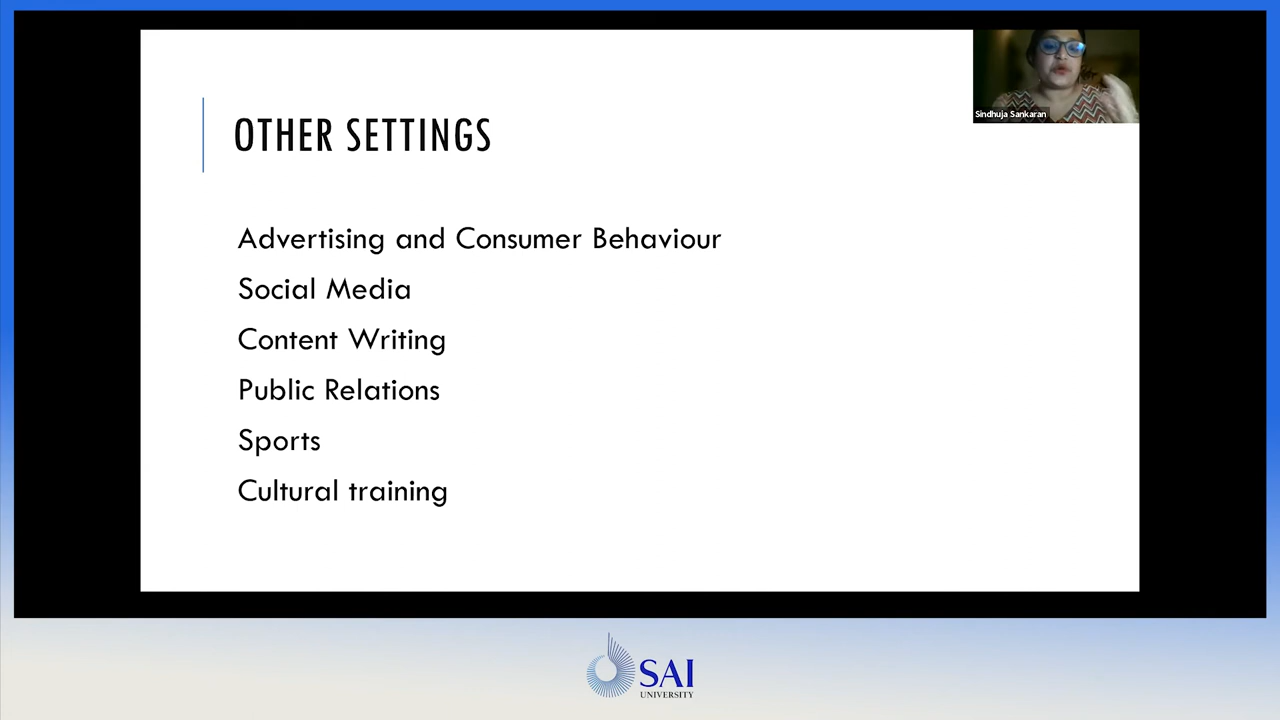 Sindhuja Sankaran
OTHER SETTINGS
Advertising and Consumer Behaviour
Social Media
Content Writing
Public Relations
Sports
Cultural training
SAI
UNIVERSITY